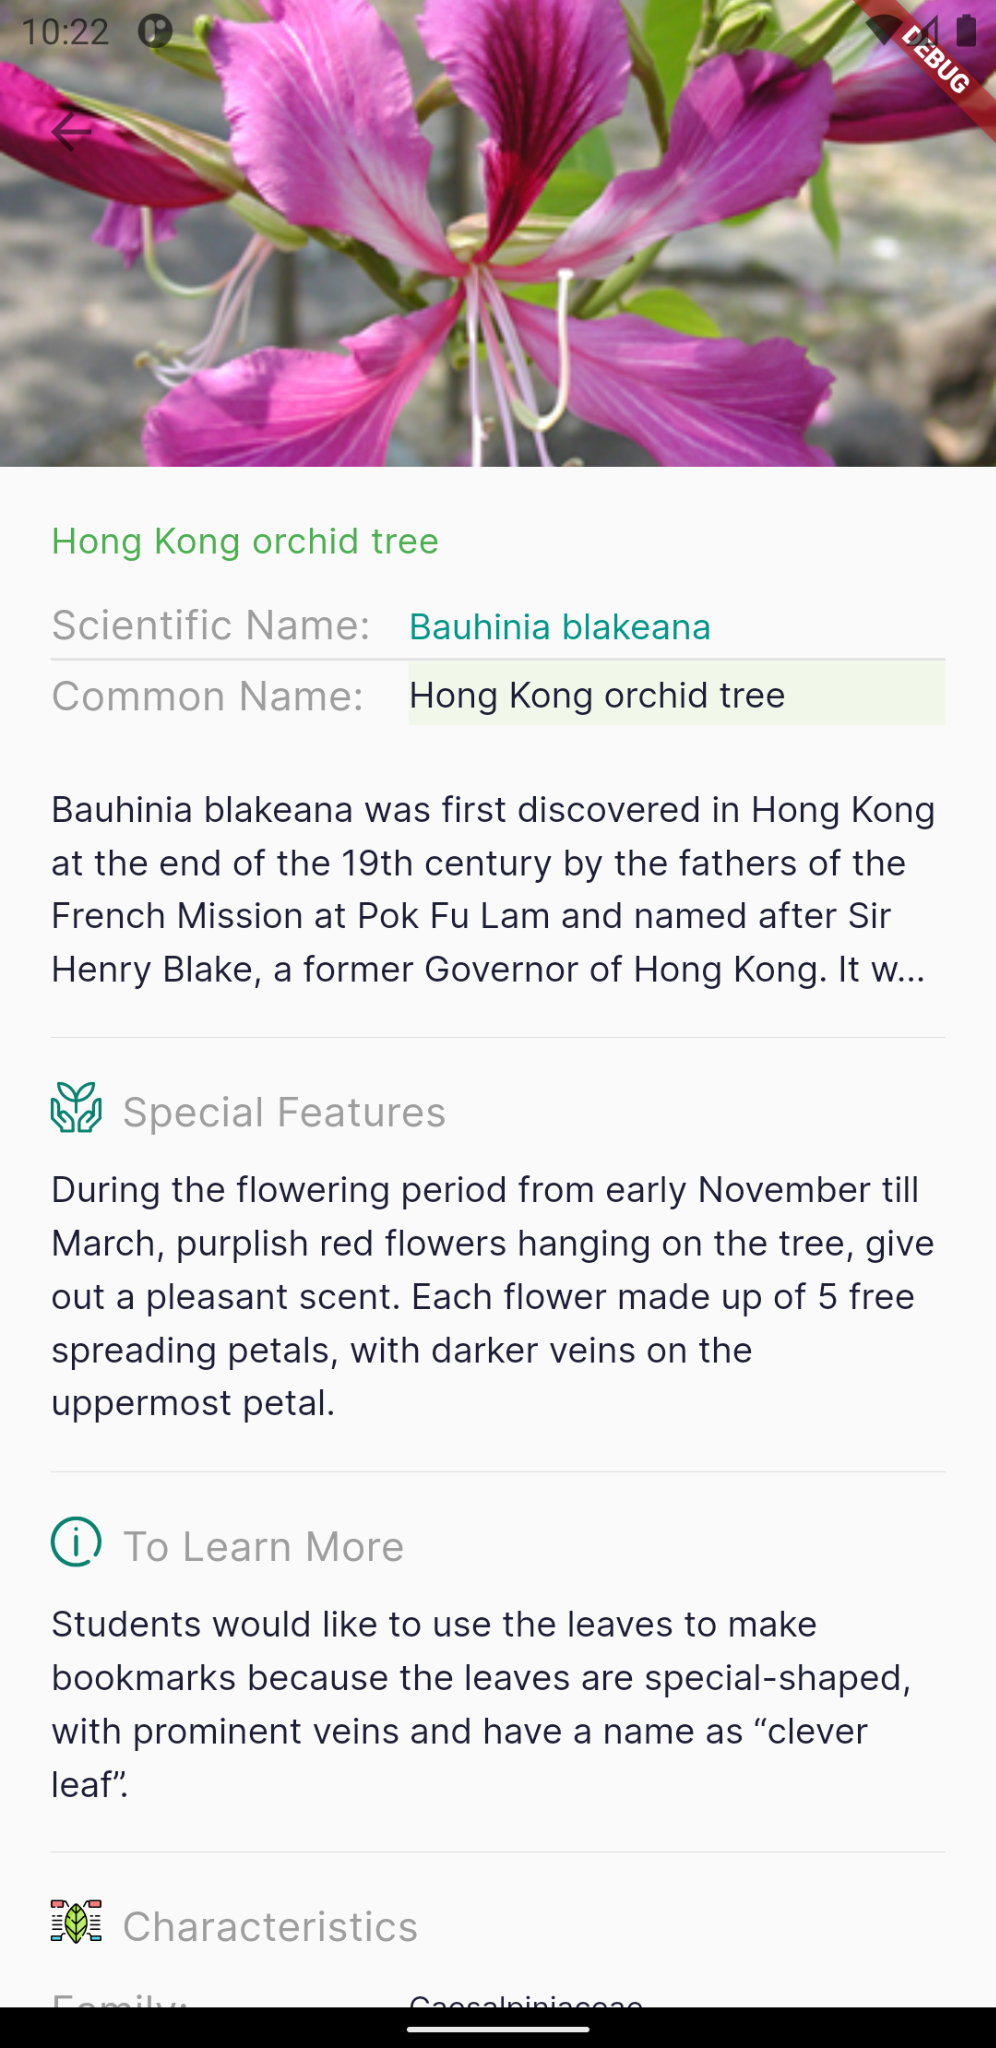 10:22
DEBUG
Hong Kong orchid tree
Scientific Name: Bauhinia blakeana
Common Name: Hong Kong orchid tree
Bauhinia blakeana was first discovered in Hong Kong
at the end of the 19th century by the fathers of the
French Mission at Pok Fu Lam and named after Sir
Henry Blake, a former Governor of Hong Kong. It w...
Special Features
During the flowering period from early November till
March, purplish red flowers hanging on the tree, give
out a pleasant scent. Each flower made up of 5 free
spreading petals, with darker veins on the
uppermost petal.
To Learn More
Students would like to use the leaves to make
bookmarks because the leaves are special-shaped,
with prominent veins and have a name as “clever
leaf”.
Characteristics
Family: Caesalpiniaceae